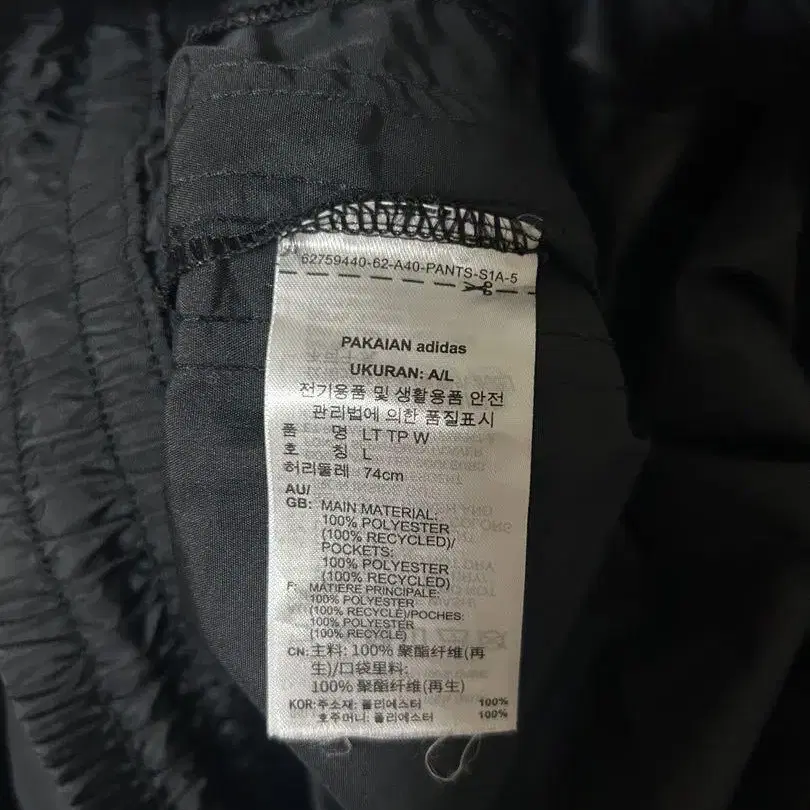 62759440-62-A40-PANTS-S1A-5
PAKAIAN adidas
UKURAN: A/L
전기용품 및 생활용품 안전
관리법에 의한 품질표시
품 명 LT TP W
호 칭 L
허리둘레 74cm
AU/
GB: MAIN MATERIAL:
100% POLYESTER
(100% RECYCLED)/
POCKETS:
100% POLYESTER
(100% RECYCLED)
F: MATIÈRE PRINCIPALE:
100% POLYESTER
(100% RECYCLÉ)/POCHES:
100% POLYESTER
(100% RECYCLÉ)
CN: 主料: 100% 聚酯纤维(再
生)/口袋里料:
100% 聚酯纤维(再生)
KOR: 주소재: 폴리에스터 100%
호주머니: 폴리에스터 100%